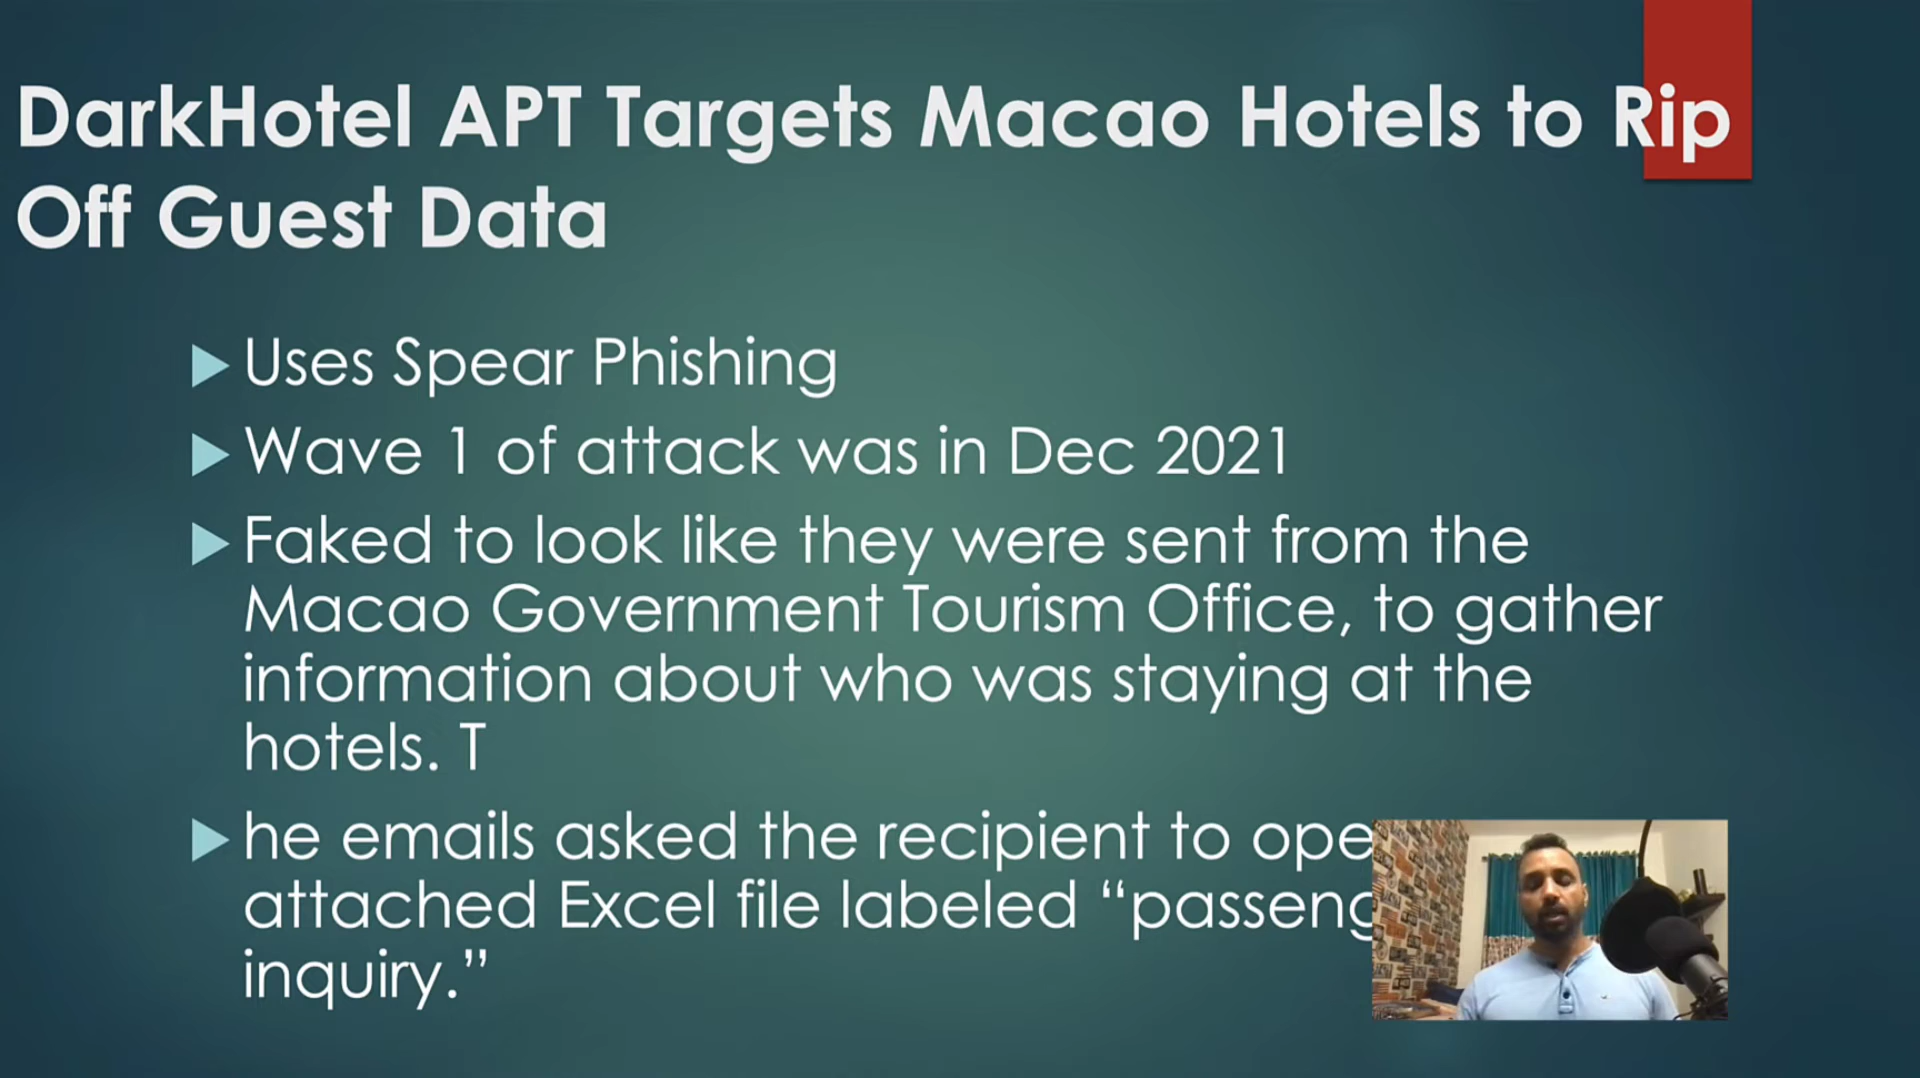 DarkHotel APT Targets Macao Hotels to Rip
Off Guest Data
Uses Spear Phishing
Wave 1 of attack was in Dec 2021
Faked to look like they were sent from the
Macao Government Tourism Office, to gather
information about who was staying at the
hotels. T
he emails asked the recipient to ope
attached Excel file labeled “passeng
inquiry.”